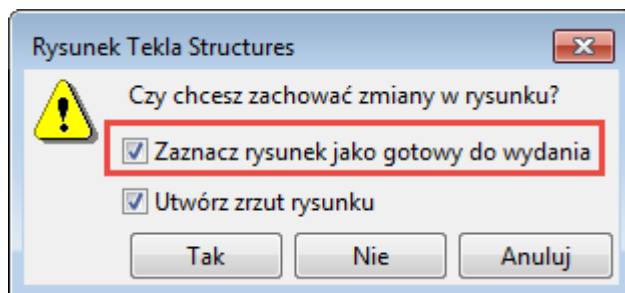 Rysunek Tekla Structures
Czy chcesz zachować zmiany w rysunku?
Zaznacz rysunek jako gotowy do wydania
Utwórz zrzut rysunku
Tak Nie Anuluj